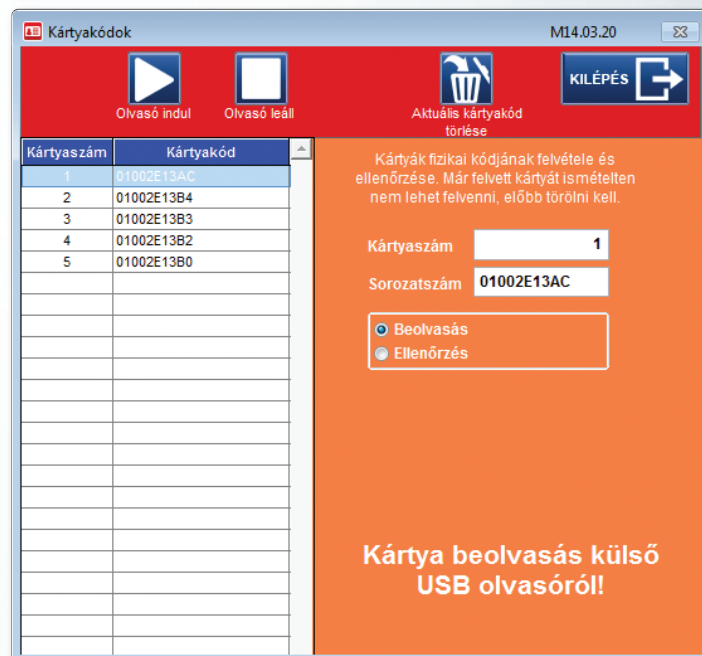 Kártyakódok M14.03.20
Olvasó indul Olvasó leáll Aktuális kártyakód törlése KILÉPÉS
Kártyaszám Kártyakód
1 01002E13AC
2 01002E13B4
3 01002E13B3
4 01002E13B2
5 01002E13B0
Kártyák fizikai kódjának felvétele és
ellenőrzése. Már felvett kártyát ismételten
nem lehet felvenni, előbb törölni kell.
Kártyaszám 1
Sorozatszám 01002E13AC
Beolvasás
Ellenőrzés
Kártya beolvasás külső
USB olvasóról!